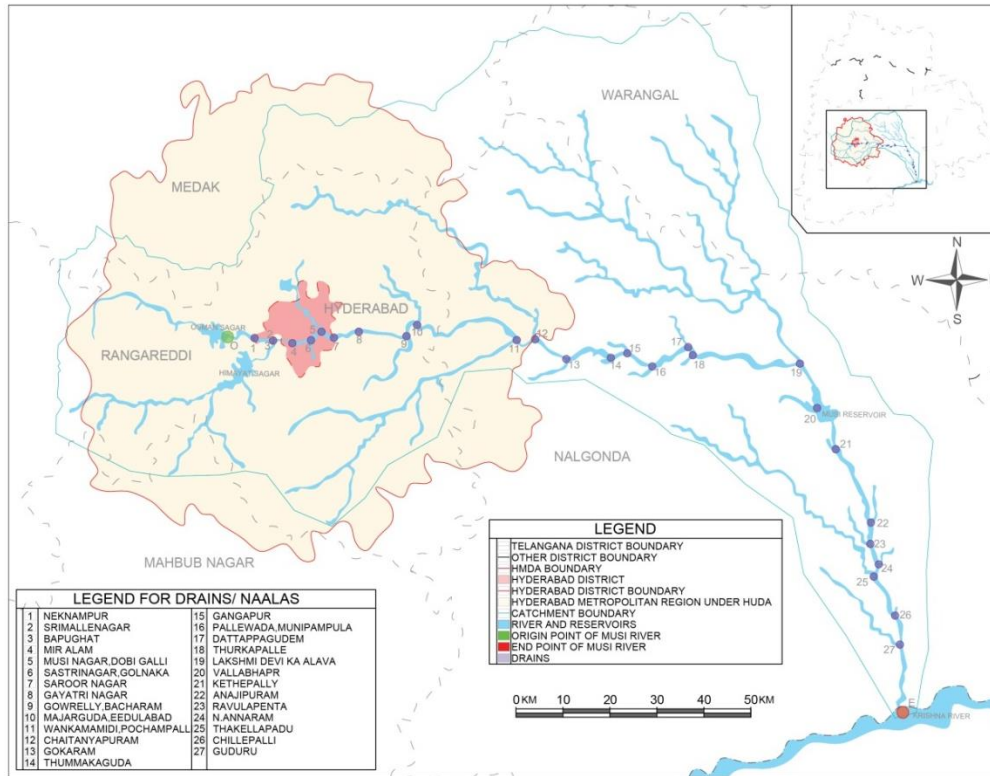 WARANGAL
MEDAK
HYDERABAD
OSMAN SAGAR
RANGAREDDI
HIMAYATSAGAR
NALGONDA
MAHBUB NAGAR
MUSI RESERVOIR
KRISHNA RIVER
N
W
S
O
1
2
3
4
5
6
7
8
9
10
11
12
13
14
15
16
17
18
19
20
21
22
23
24
25
26
27
E
LEGEND
TELANGANA DISTRICT BOUNDARY
OTHER DISTRICT BOUNDARY
HMDA BOUNDARY
HYDERABAD DISTRICT
HYDERABAD DISTRICT BOUNDARY
HYDERABAD METROPOLITAN REGION UNDER HUDA
CATCHMENT BOUNDARY
RIVER AND RESERVOIRS
ORIGIN POINT OF MUSI RIVER
END POINT OF MUSI RIVER
DRAINS
0 KM 10 20 30 40 50 KM
LEGEND FOR DRAINS/ NAALAS
1 NEKNAMPUR
2 SRIMALLENAGAR
3 BAPUGHAT
4 MIR ALAM
5 MUSI NAGAR,DOBI GALLI
6 SASTRINAGAR,GOLNAKA
7 SAROOR NAGAR
8 GAYATRI NAGAR
9 GOWRELLY,BACHARAM
10 MAJARGUDA,EEDULABAD
11 WANKAMAMIDI,POCHAMPALLI
12 CHAITANYAPURAM
13 GOKARAM
14 THUMMAKAGUDA
15 GANGAPUR
16 PALLEWADA,MUNIPAMPULA
17 DATTAPPAGUDEM
18 THURKAPALLE
19 LAKSHMI DEVI KA ALAVA
20 VALLABHAPR
21 KETHEPALLY
22 ANAJIPURAM
23 RAVULAPENTA
24 N.ANNARAM
25 THAKELLAPADU
26 CHILLEPALLI
27 GUDURU